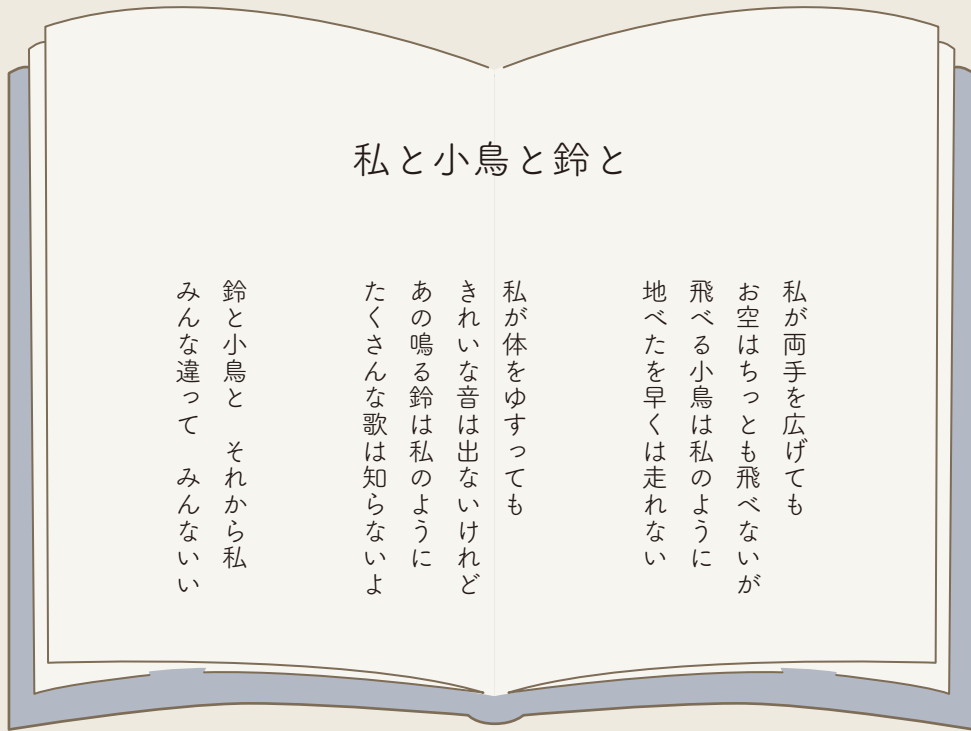 私と小鳥と鈴と
私が両手を広げても
お空はちっとも飛べないが
飛べる小鳥は私のように
地べたを早くは走れない
私が体をゆすっても
きれいな音は出ないけれど
あの鳴る鈴は私のように
たくさんな歌は知らないよ
鈴と小鳥と　それから私
みんな違って　みんないい